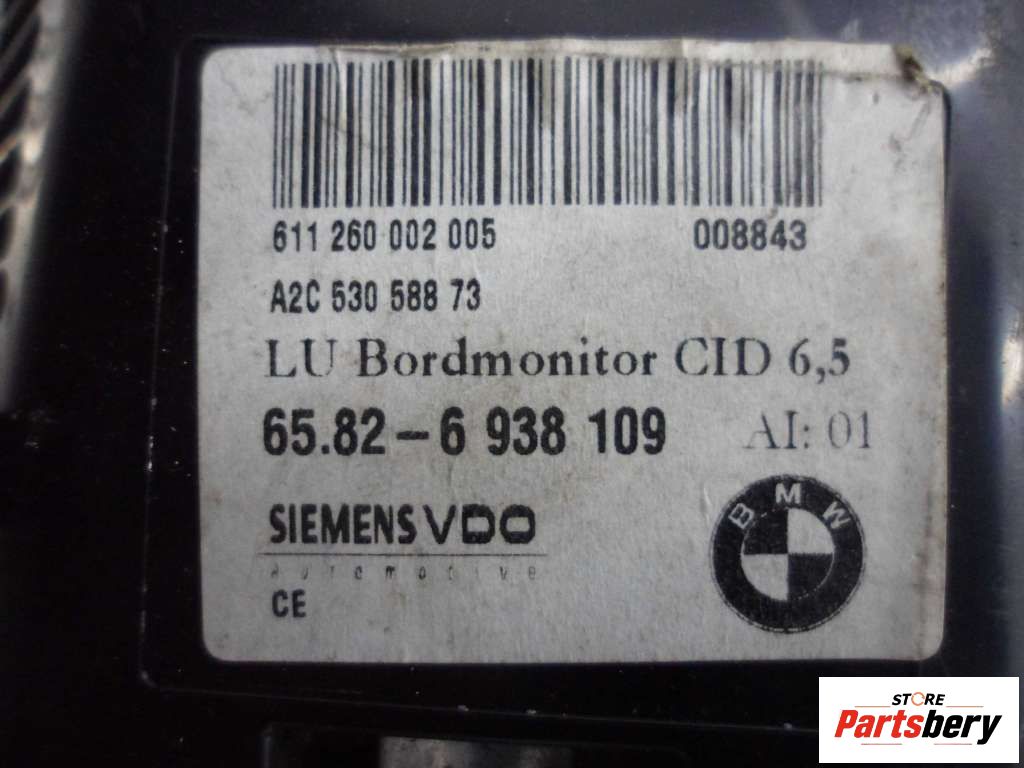 611 260 002 005 008843
A2C 530 588 73
LU Bordmonitor CID 6,5
65.82-6 938 109 AI: 01
SIEMENS VDO
Automotive
CE
BMW
STORE
Partsbery